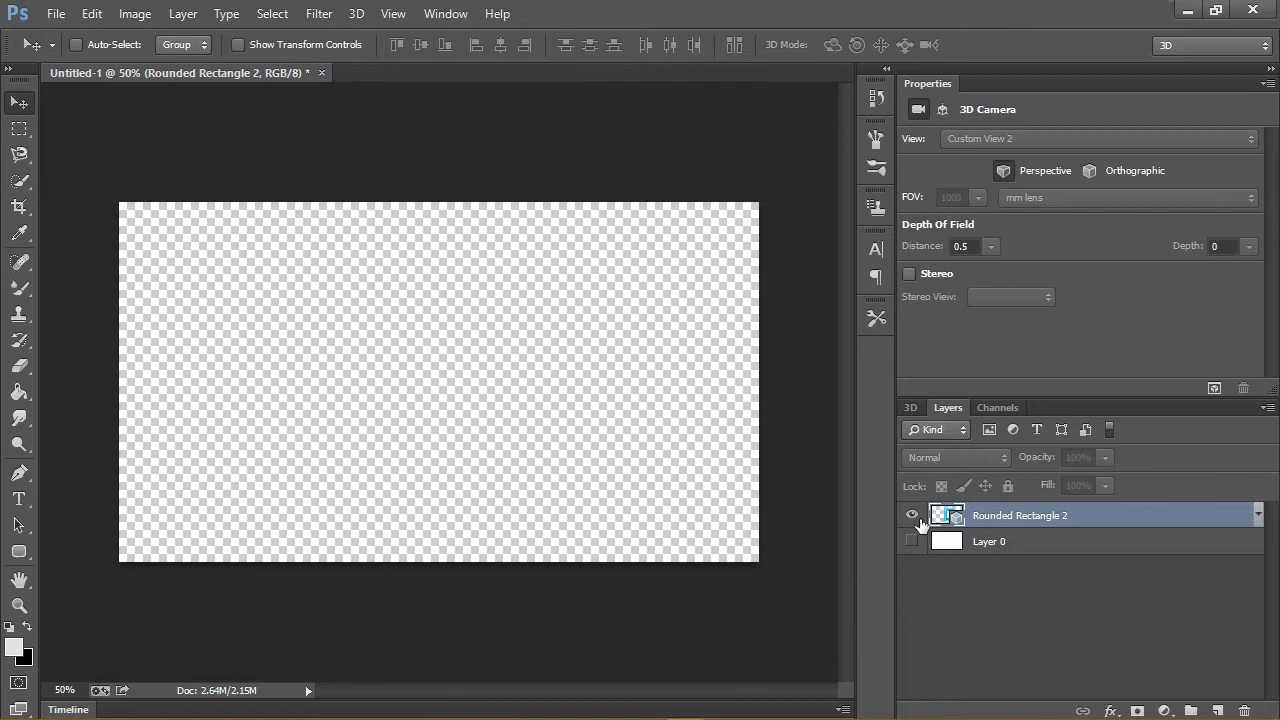 Ps File Edit Image Layer Type Select Filter 3D View Window Help
Auto-Select: Group Show Transform Controls 3D Mode: 3D
Untitled-1 @ 50% (Rounded Rectangle 2, RGB/8) *
Properties
3D Camera
View: Custom View 2
Perspective Orthographic
FOV: 1000 mm lens
Depth Of Field
Distance: 0.5 Depth: 0
Stereo
Stereo View:
3D Layers Channels
Kind
Normal Opacity: 100%
Lock: Fill: 100%
Rounded Rectangle 2
Layer 0
50% Doc: 2.64M/2.15M
Timeline